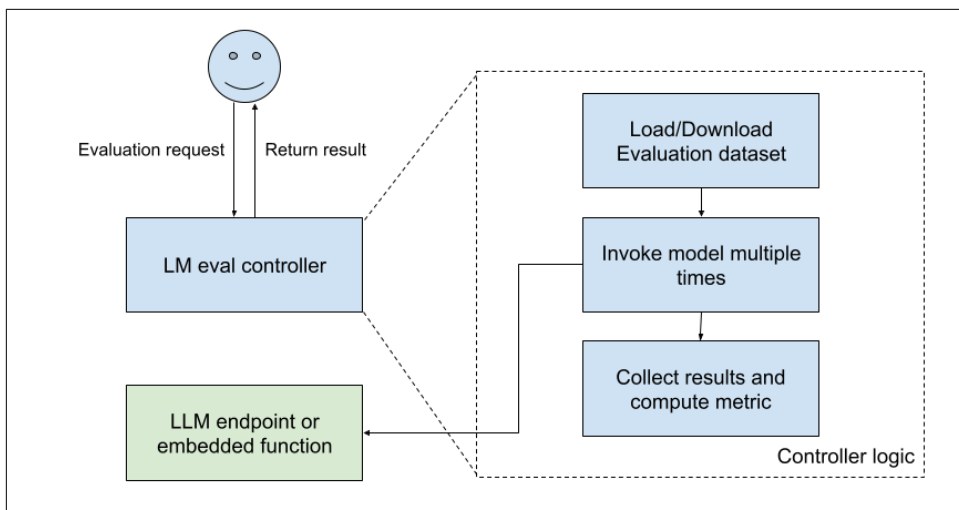 Evaluation request
Return result
LM eval controller
LLM endpoint or
embedded function
Load/Download
Evaluation dataset
Invoke model multiple
times
Collect results and
compute metric
Controller logic